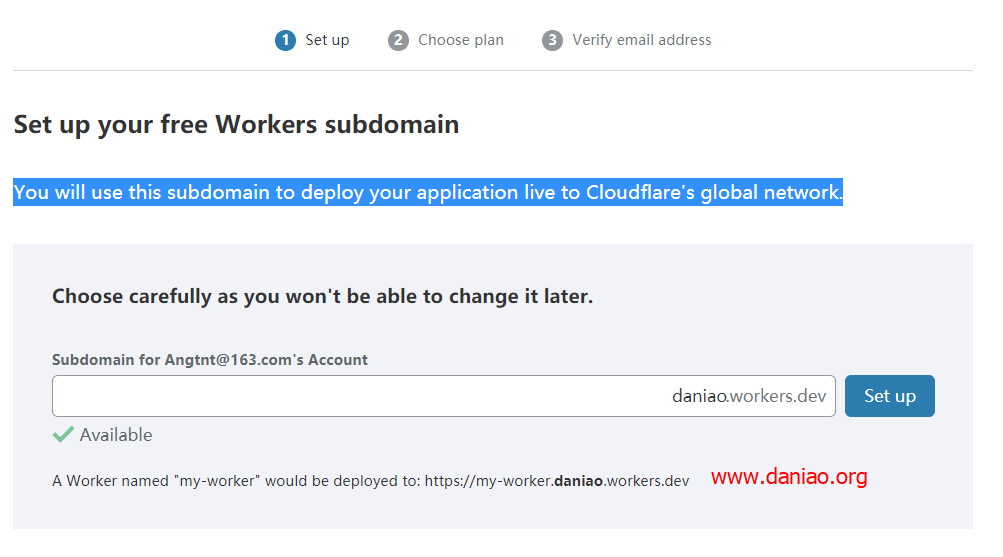 1 Set up 2 Choose plan 3 Verify email address
Set up your free Workers subdomain
You will use this subdomain to deploy your application live to Cloudflare's global network.
Choose carefully as you won't be able to change it later.
Subdomain for Angtnt@163.com's Account
daniao.workers.dev Set up
Available
A Worker named "my-worker" would be deployed to: https://my-worker.daniao.workers.dev www.daniao.org